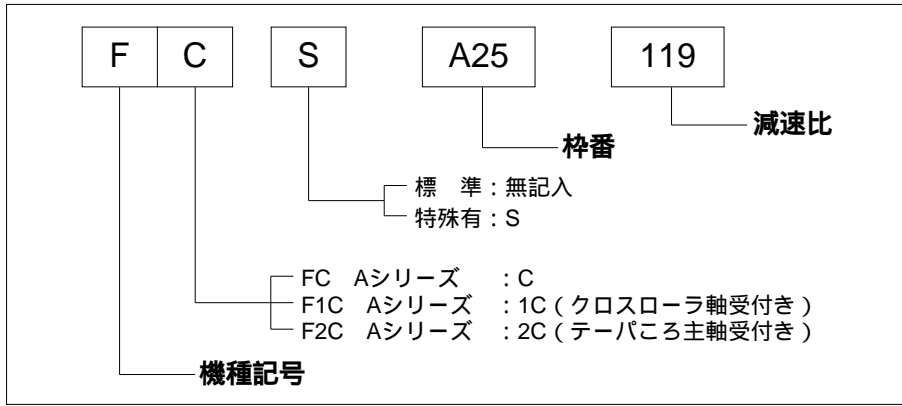 F C S A25 119
減速比
枠番
標　準：無記入
特殊有：S
FC　Aシリーズ　：C
F1C　Aシリーズ　：1C（クロスローラ軸受付き）
F2C　Aシリーズ　：2C（テーパころ主軸受付き）
機種記号